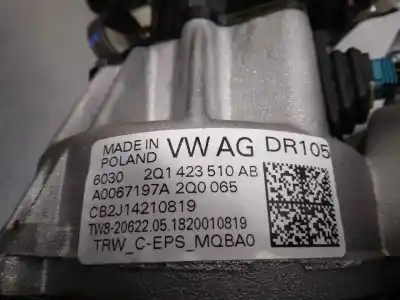 MADE IN POLAND VW AG DR105
6030 2Q1 423 510 AB
A0067197A 2Q0 065
CB2J14210819
TW8-20622.05.1820010819
TRW_C-EPS_MQBA0